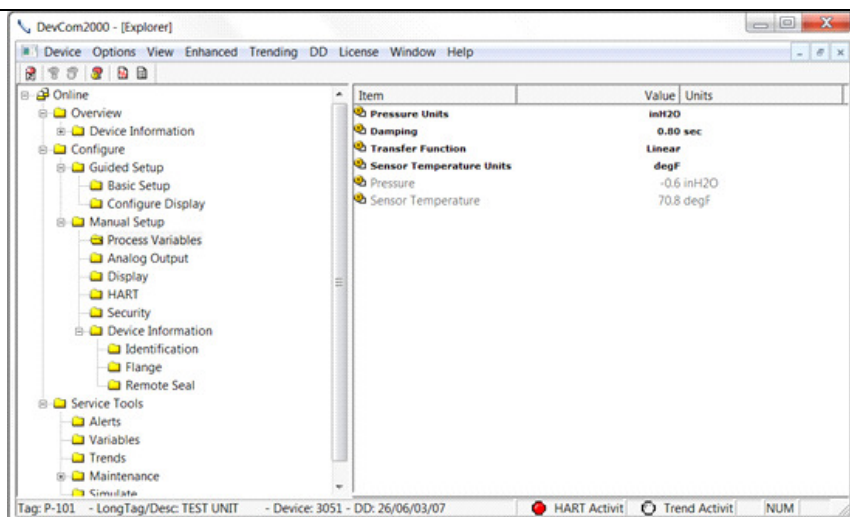 DevCom2000 - [Explorer]
Device Options View Enhanced Trending DD License Window Help
Online
Overview
Device Information
Configure
Guided Setup
Basic Setup
Configure Display
Manual Setup
Process Variables
Analog Output
Display
HART
Security
Device Information
Identification
Flange
Remote Seal
Service Tools
Alerts
Variables
Trends
Maintenance
Simulate
Item Value Units
Pressure Units inH2O
Damping 0.80 sec
Transfer Function Linear
Sensor Temperature Units degF
Pressure -0.6 inH2O
Sensor Temperature 70.8 degF
Tag: P-101 - LongTag/Desc: TEST UNIT - Device: 3051 - DD: 26/06/03/07 HART Activit Trend Activit NUM